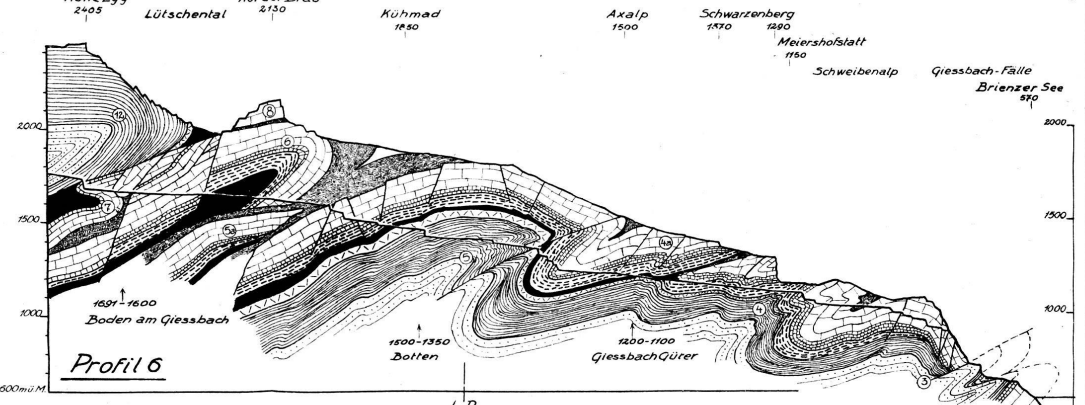 2405
Lütschental
2130
Kühmad
1850
Axalp
1500
Schwarzenberg
1370 1290
Meiershofstatt
1150
Schweibenalp
Giessbach-Fälle
Brienzer See
570
2000
1500
1000
600 m ü. M.
2000
1500
1000
12
8
6
7
5a
5
4a
4
3
1691-1600
Boden am Giessbach
1500-1350
Botten
1200-1100
Giessbach Gürer
Profil 6